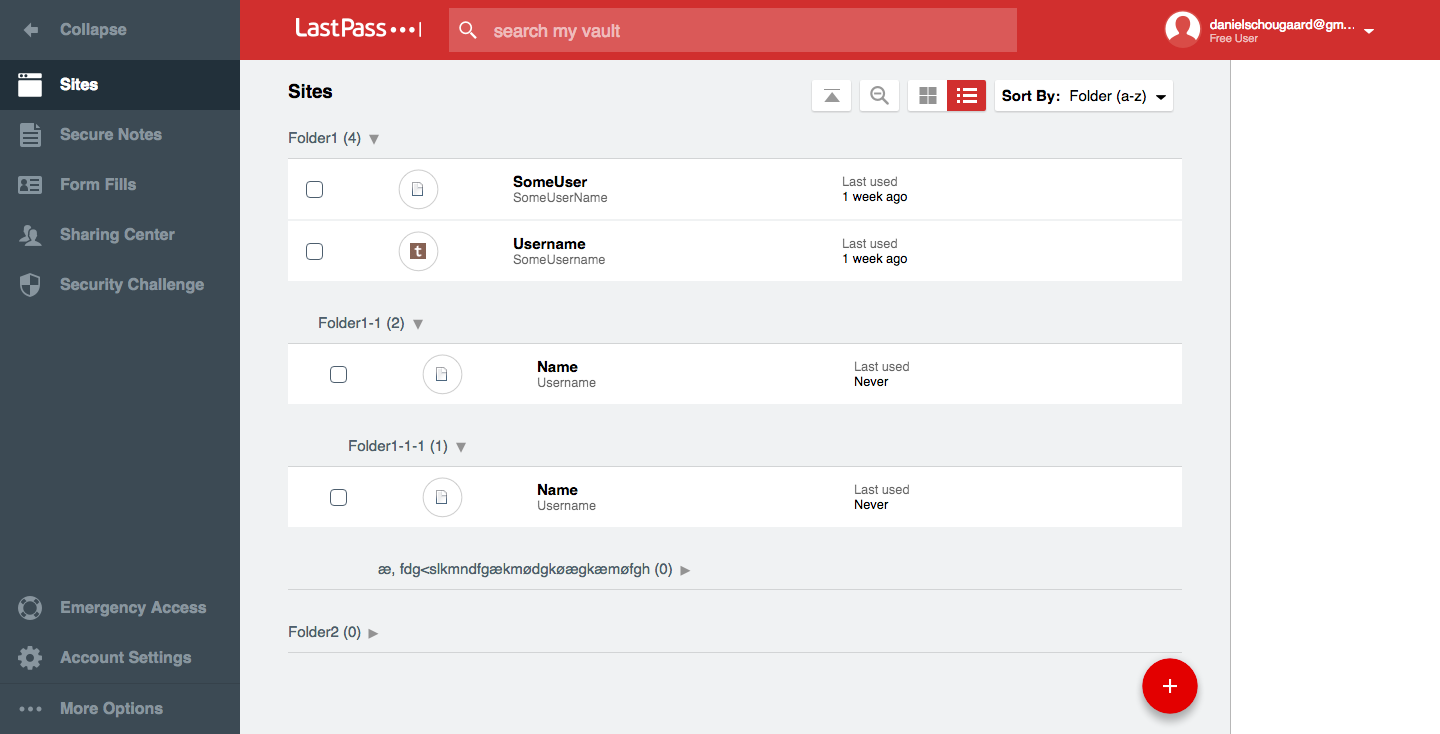 Collapse
Sites
Secure Notes
Form Fills
Sharing Center
Security Challenge
Emergency Access
Account Settings
More Options
LastPass
search my vault
danielschougaard@gm...
Free User
Sites
Sort By: Folder (a-z)
Folder1 (4)
SomeUser
SomeUserName
Last used
1 week ago
t
Username
SomeUsername
Last used
1 week ago
Folder1-1 (2)
Name
Username
Last used
Never
Folder1-1-1 (1)
Name
Username
Last used
Never
æ, fdg<slkmndfgækmødgkøægkæmøfgh (0)
Folder2 (0)
+